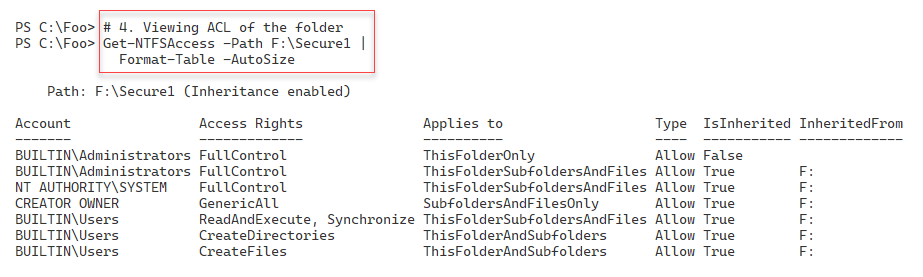 PS C:\Foo> # 4. Viewing ACL of the folder
PS C:\Foo> Get-NTFSAccess -Path F:\Secure1 |
Format-Table -AutoSize
Path: F:\Secure1 (Inheritance enabled)
Account Access Rights Applies to Type IsInherited InheritedFrom
------- ------------- ---------- ---- ----------- -------------
BUILTIN\Administrators FullControl ThisFolderOnly Allow False
BUILTIN\Administrators FullControl ThisFolderSubfoldersAndFiles Allow True F:
NT AUTHORITY\SYSTEM FullControl ThisFolderSubfoldersAndFiles Allow True F:
CREATOR OWNER GenericAll SubfoldersAndFilesOnly Allow True F:
BUILTIN\Users ReadAndExecute, Synchronize ThisFolderSubfoldersAndFiles Allow True F:
BUILTIN\Users CreateDirectories ThisFolderAndSubfolders Allow True F:
BUILTIN\Users CreateFiles ThisFolderAndSubfolders Allow True F: